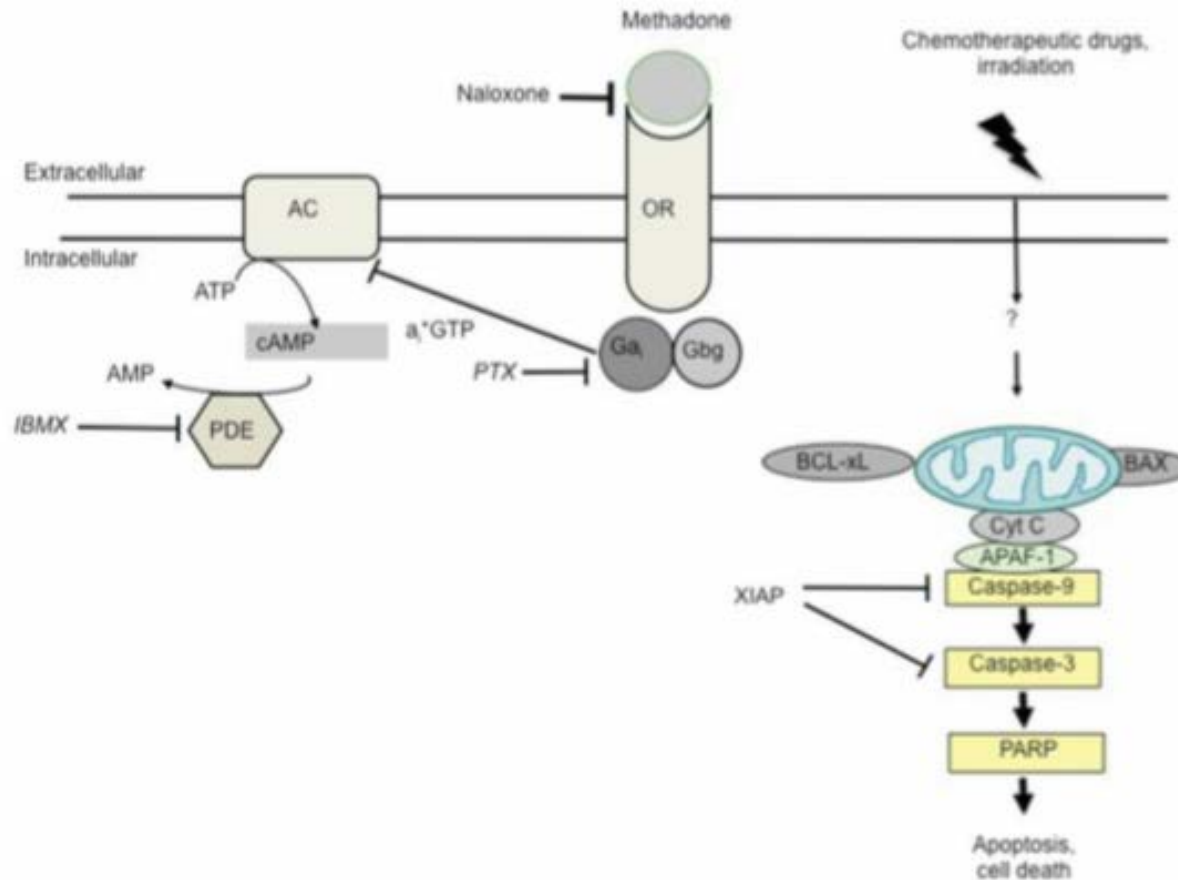 Methadone
Chemotherapeutic drugs,
irradiation
Naloxone
Extracellular
AC
OR
Intracellular
ATP
cAMP
ai*GTP
Gai
Gbg
PTX
AMP
IBMX
PDE
?
BCL-xL
BAX
Cyt C
APAF-1
Caspase-9
XIAP
Caspase-3
PARP
Apoptosis,
cell death